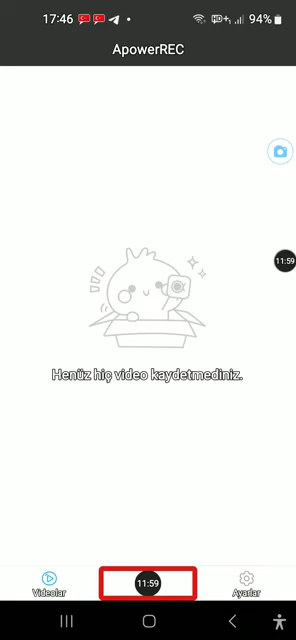 17:46 94%
ApowerREC
11:59
Henüz hiç video kaydetmediniz.
Videolar 11:59 Ayarlar